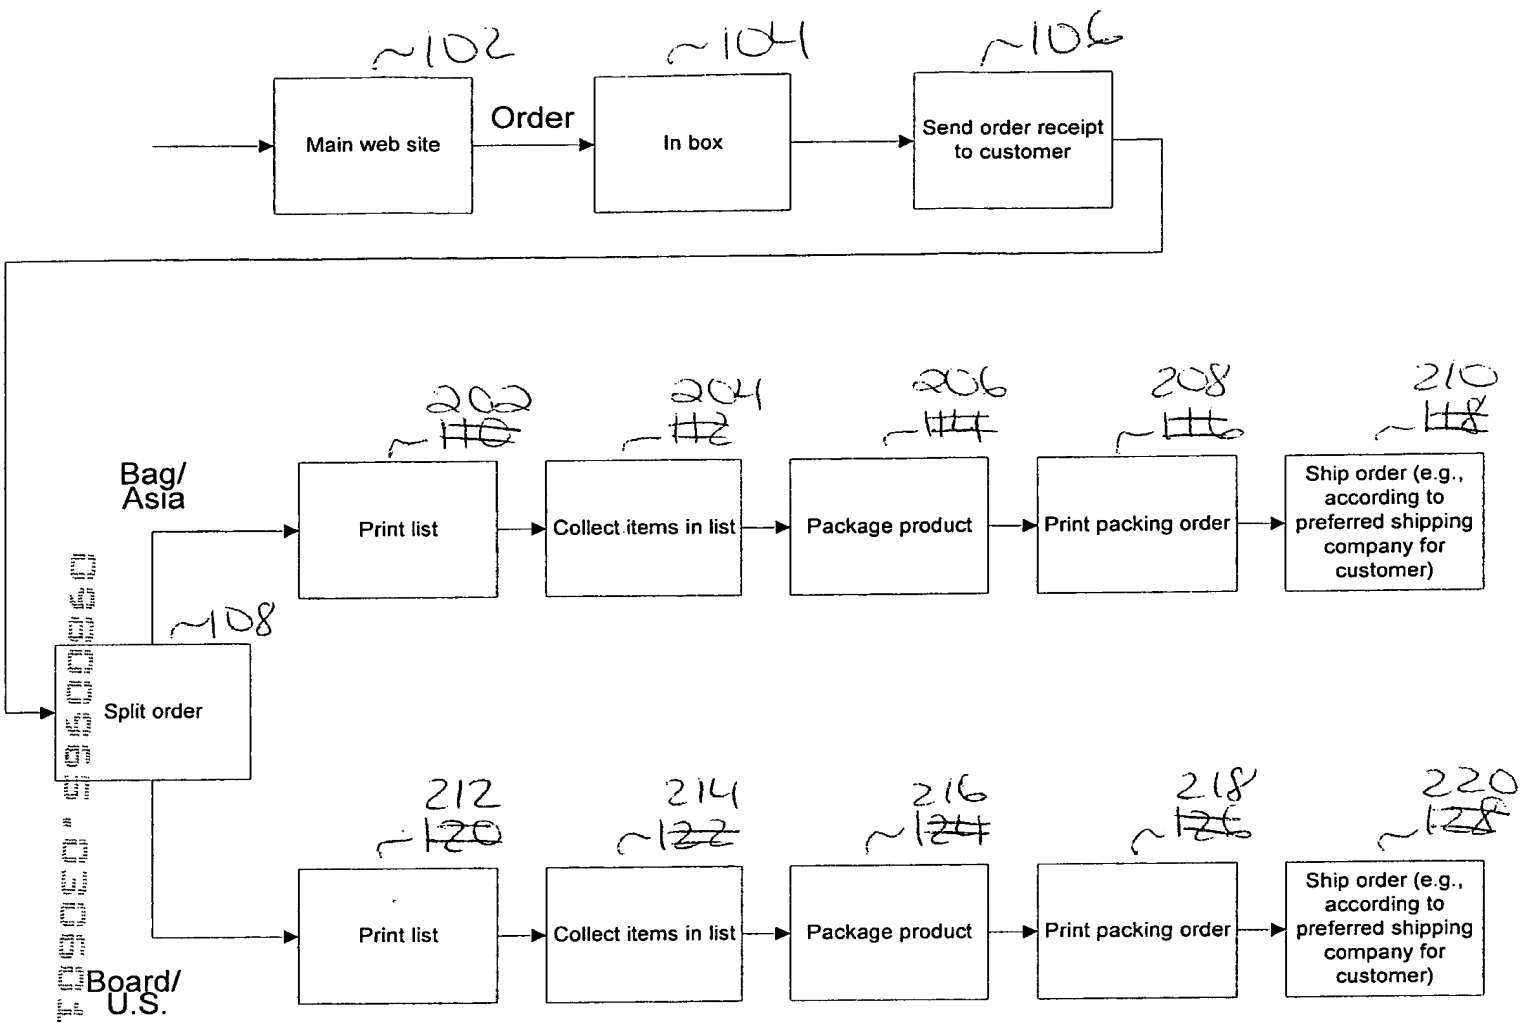 ~102
~104
~106
Main web site
Order
In box
Send order receipt
to customer
202
~110
204
~112
206
~114
208
~116
210
~118
Bag/
Asia
Print list
Collect items in list
Package product
Print packing order
Ship order (e.g.,
according to
preferred shipping
company for
customer)
~108
Split order
212
~120
214
~122
216
~124
218
~126
220
~128
Board/
U.S.
Print list
Collect items in list
Package product
Print packing order
Ship order (e.g.,
according to
preferred shipping
company for
customer)